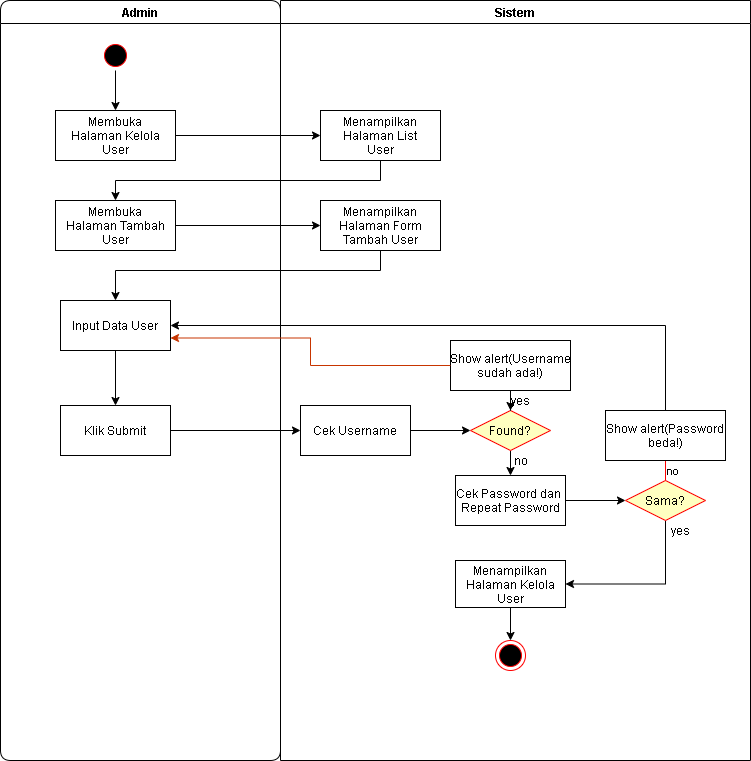 Admin
Sistem
Membuka
Halaman Kelola
User
Menampilkan
Halaman List
User
Membuka
Halaman Tambah
User
Menampilkan
Halaman Form
Tambah User
Input Data User
Show alert(Username
sudah ada!)
yes
Klik Submit
Cek Username
Found?
Show alert(Password
beda!)
no
no
Cek Password dan
Repeat Password
Sama?
yes
Menampilkan
Halaman Kelola
User